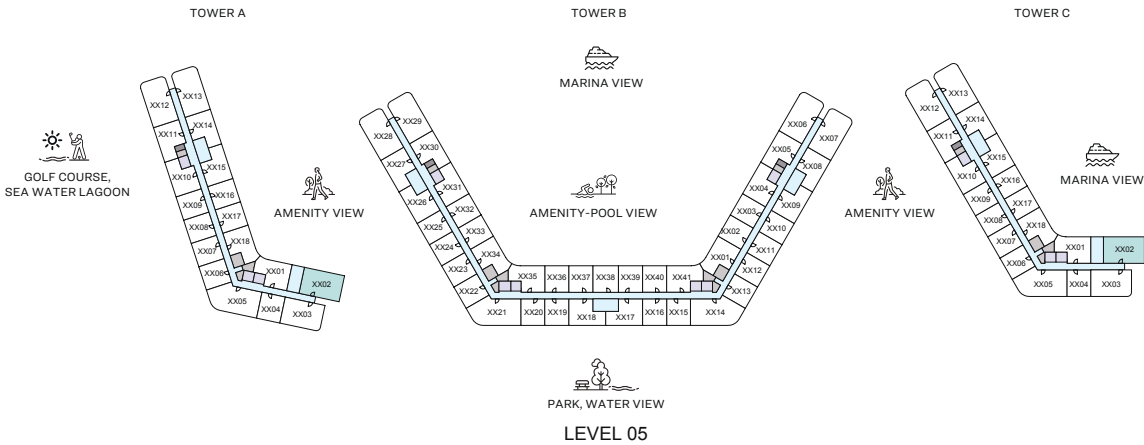 TOWER A
TOWER B
TOWER C
MARINA VIEW
GOLF COURSE,
SEA WATER LAGOON
AMENITY VIEW
AMENITY-POOL VIEW
AMENITY VIEW
MARINA VIEW
XX12
XX13
XX11
XX14
XX10
XX15
XX09
XX16
XX08
XX17
XX07
XX18
XX06
XX01
XX02
XX05
XX04
XX03
XX28
XX29
XX27
XX30
XX26
XX31
XX25
XX32
XX24
XX33
XX23
XX34
XX22
XX35
XX36
XX37
XX38
XX39
XX40
XX41
XX21
XX20
XX19
XX18
XX17
XX16
XX15
XX14
XX06
XX07
XX05
XX08
XX04
XX09
XX03
XX10
XX02
XX11
XX01
XX12
XX13
XX12
XX13
XX11
XX14
XX10
XX15
XX09
XX16
XX08
XX17
XX07
XX18
XX06
XX01
XX02
XX05
XX04
XX03
PARK, WATER VIEW
LEVEL 05